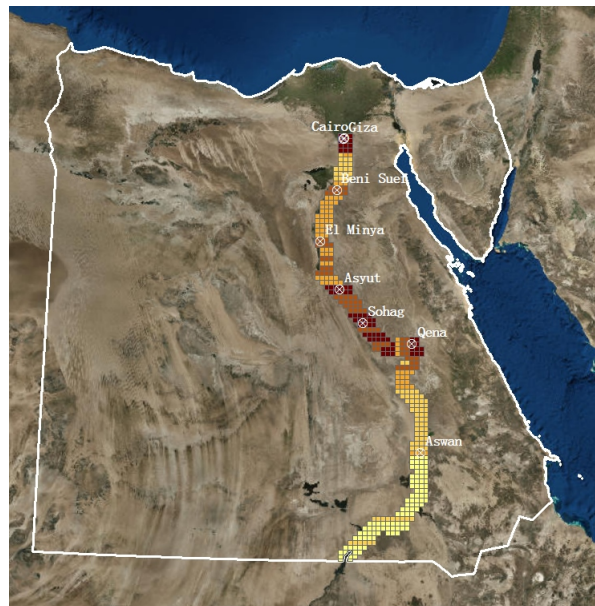 CairoGiza
Beni Suef
El Minya
Asyut
Sohag
Qena
Aswan